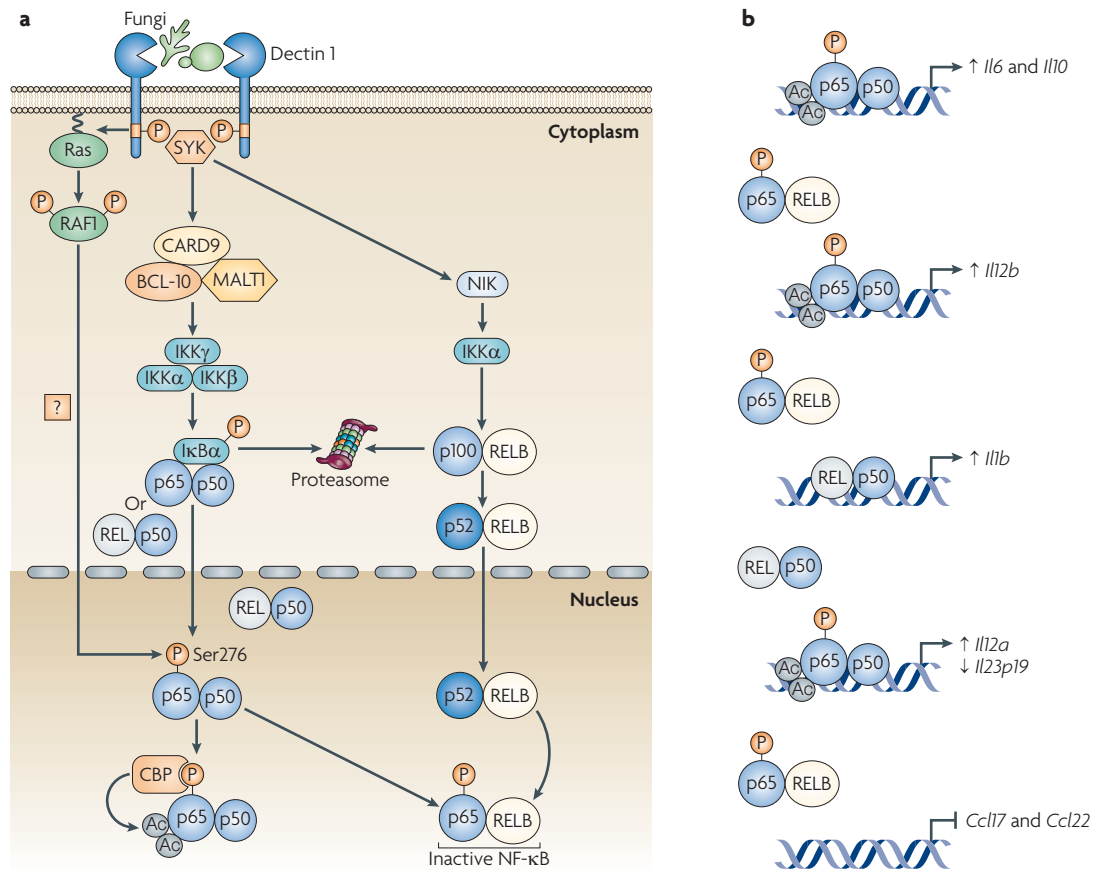 a
Fungi
Dectin 1
Cytoplasm
P
P
SYK
Ras
P
P
RAF1
CARD9
BCL-10
MALT1
NIK
IKKγ
IKKα
IKKβ
IKKα
?
P
IκBα
p65
p50
Proteasome
p100
RELB
Or
REL
p50
p52
RELB
Nucleus
REL
p50
P
Ser276
p65
p50
p52
RELB
CBP
P
p65
p50
Ac
Ac
P
p65
RELB
Inactive NF-κB
b
P
p65
p50
Ac
Ac
↑ Il6 and Il10
P
p65
RELB
P
p65
p50
Ac
Ac
↑ Il12b
P
p65
RELB
REL
p50
↑ Il1b
REL
p50
P
p65
p50
Ac
Ac
↑ Il12a
↓ Il23p19
P
p65
RELB
Ccl17 and Ccl22